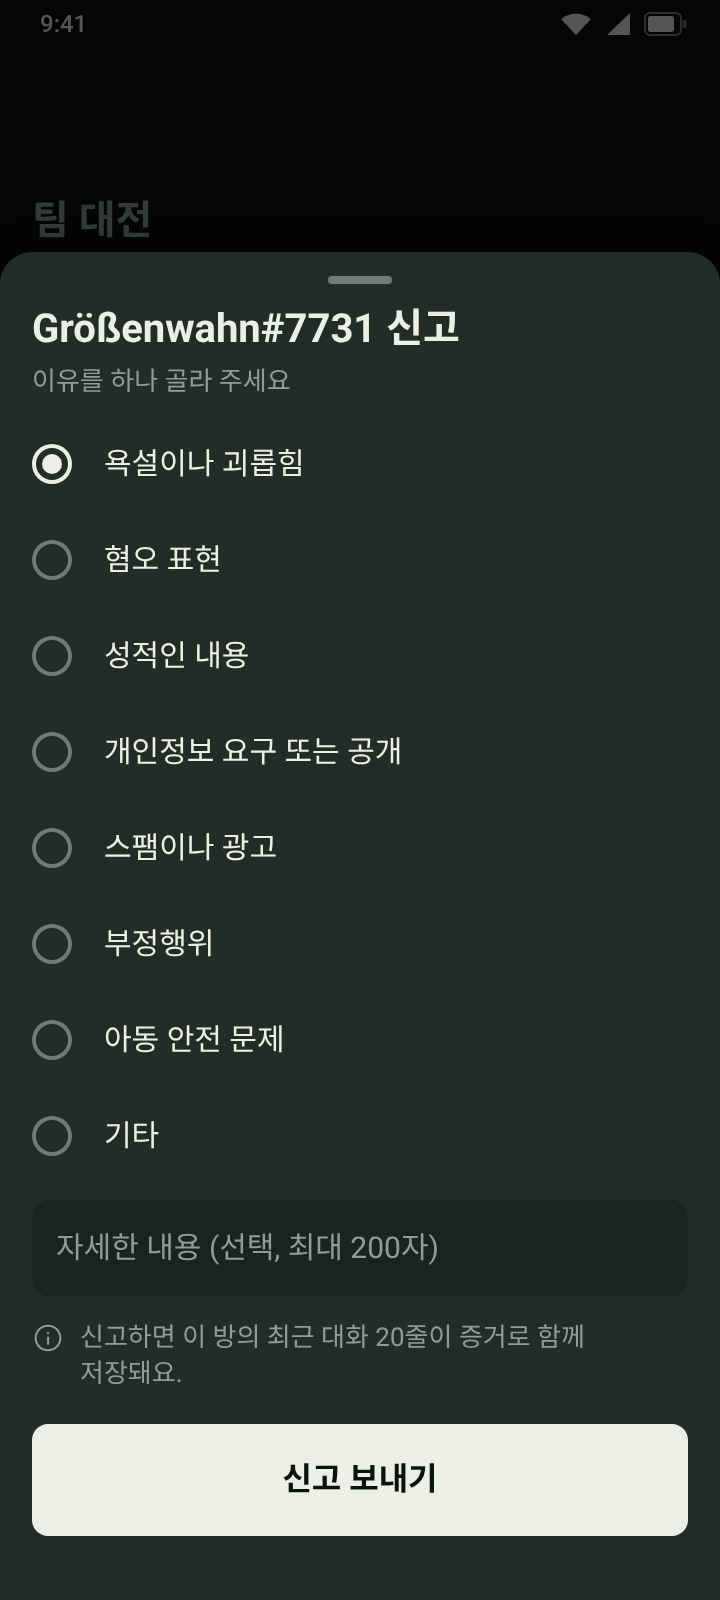 9:41
팀 대전
Größenwahn#7731 신고
이유를 하나 골라 주세요
욕설이나 괴롭힘
혐오 표현
성적인 내용
개인정보 요구 또는 공개
스팸이나 광고
부정행위
아동 안전 문제
기타
자세한 내용 (선택, 최대 200자)
신고하면 이 방의 최근 대화 20줄이 증거로 함께
저장돼요.
신고 보내기